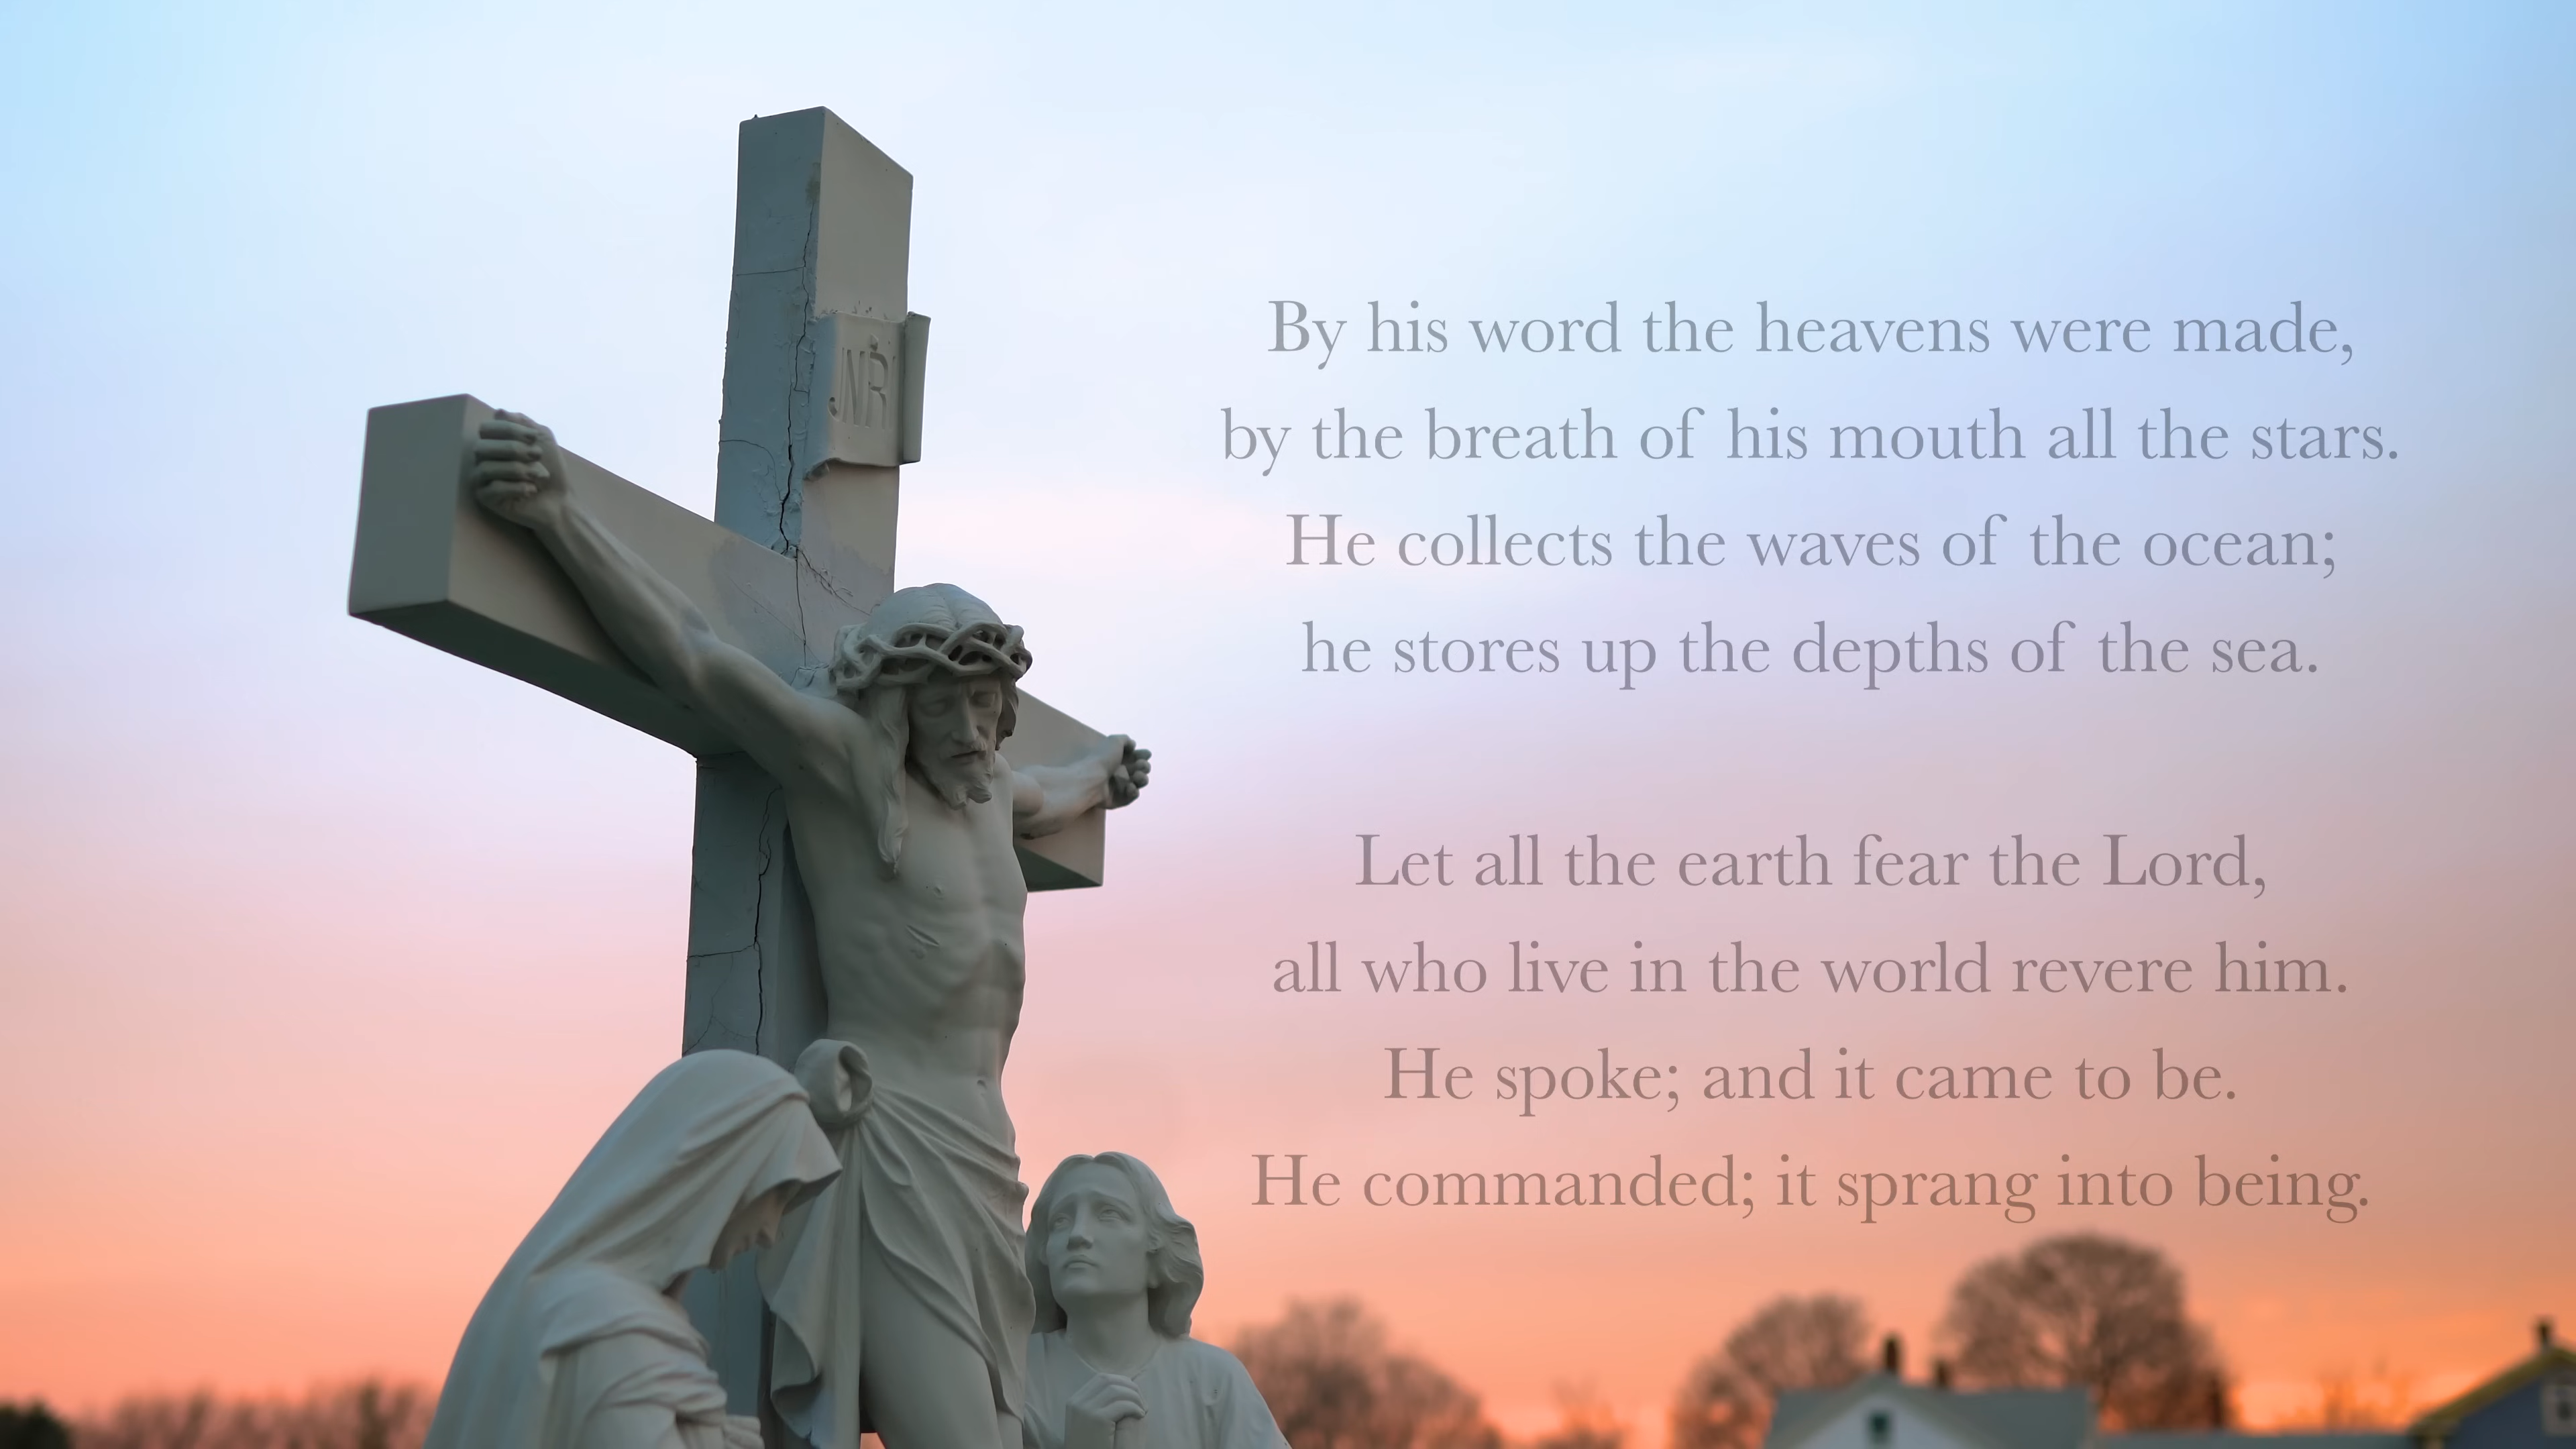 JNRI
By his word the heavens were made,
by the breath of his mouth all the stars.
He collects the waves of the ocean;
he stores up the depths of the sea.
Let all the earth fear the Lord,
all who live in the world revere him.
He spoke; and it came to be.
He commanded; it sprang into being.